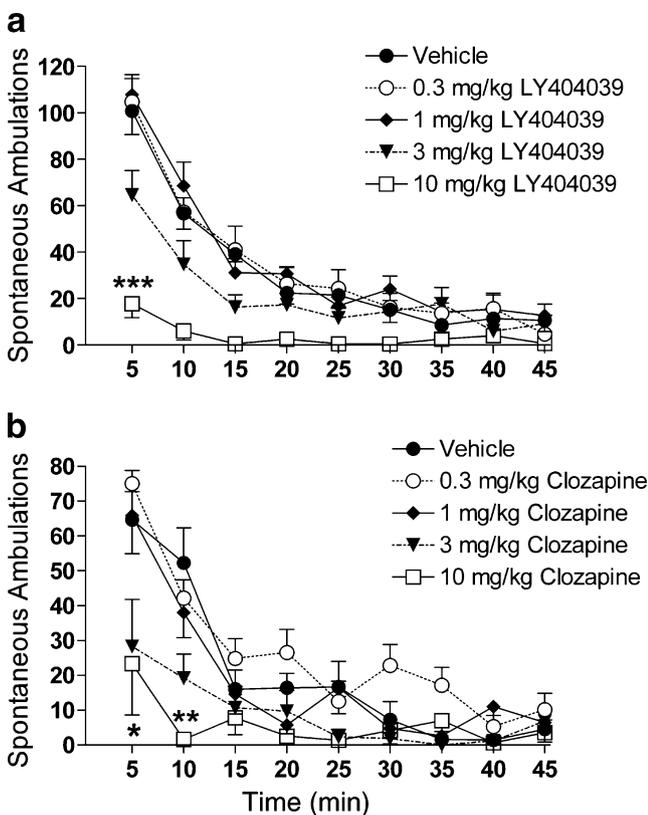 a
Spontaneous Ambulations
120
100
80
60
40
20
0
Vehicle
0.3 mg/kg LY404039
1 mg/kg LY404039
3 mg/kg LY404039
10 mg/kg LY404039
***
5 10 15 20 25 30 35 40 45
b
Spontaneous Ambulations
80
70
60
50
40
30
20
10
0
Vehicle
0.3 mg/kg Clozapine
1 mg/kg Clozapine
3 mg/kg Clozapine
10 mg/kg Clozapine
* **
5 10 15 20 25 30 35 40 45
Time (min)